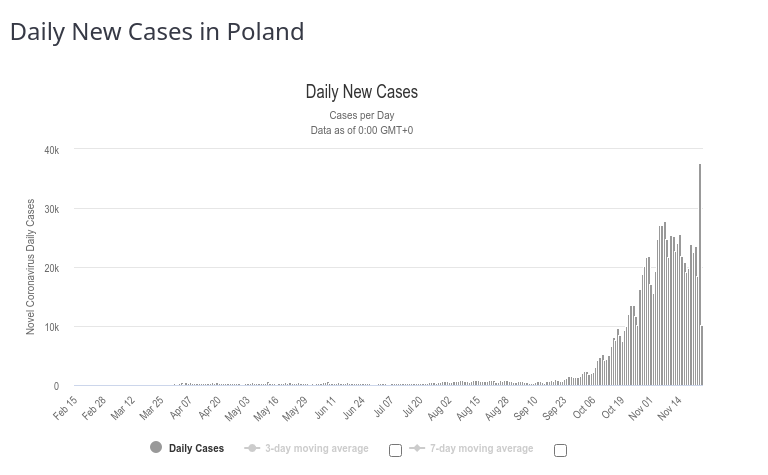 Daily New Cases in Poland
Daily New Cases
Cases per Day
Data as of 0:00 GMT+0
Novel Coronavirus Daily Cases
40k
30k
20k
10k
0
Feb 15 Feb 28 Mar 12 Mar 25 Apr 07 Apr 20 May 03 May 16 May 29 Jun 11 Jun 24 Jul 07 Jul 20 Aug 02 Aug 15 Aug 28 Sep 10 Sep 23 Oct 06 Oct 19 Nov 01 Nov 14
Daily Cases 3-day moving average 7-day moving average